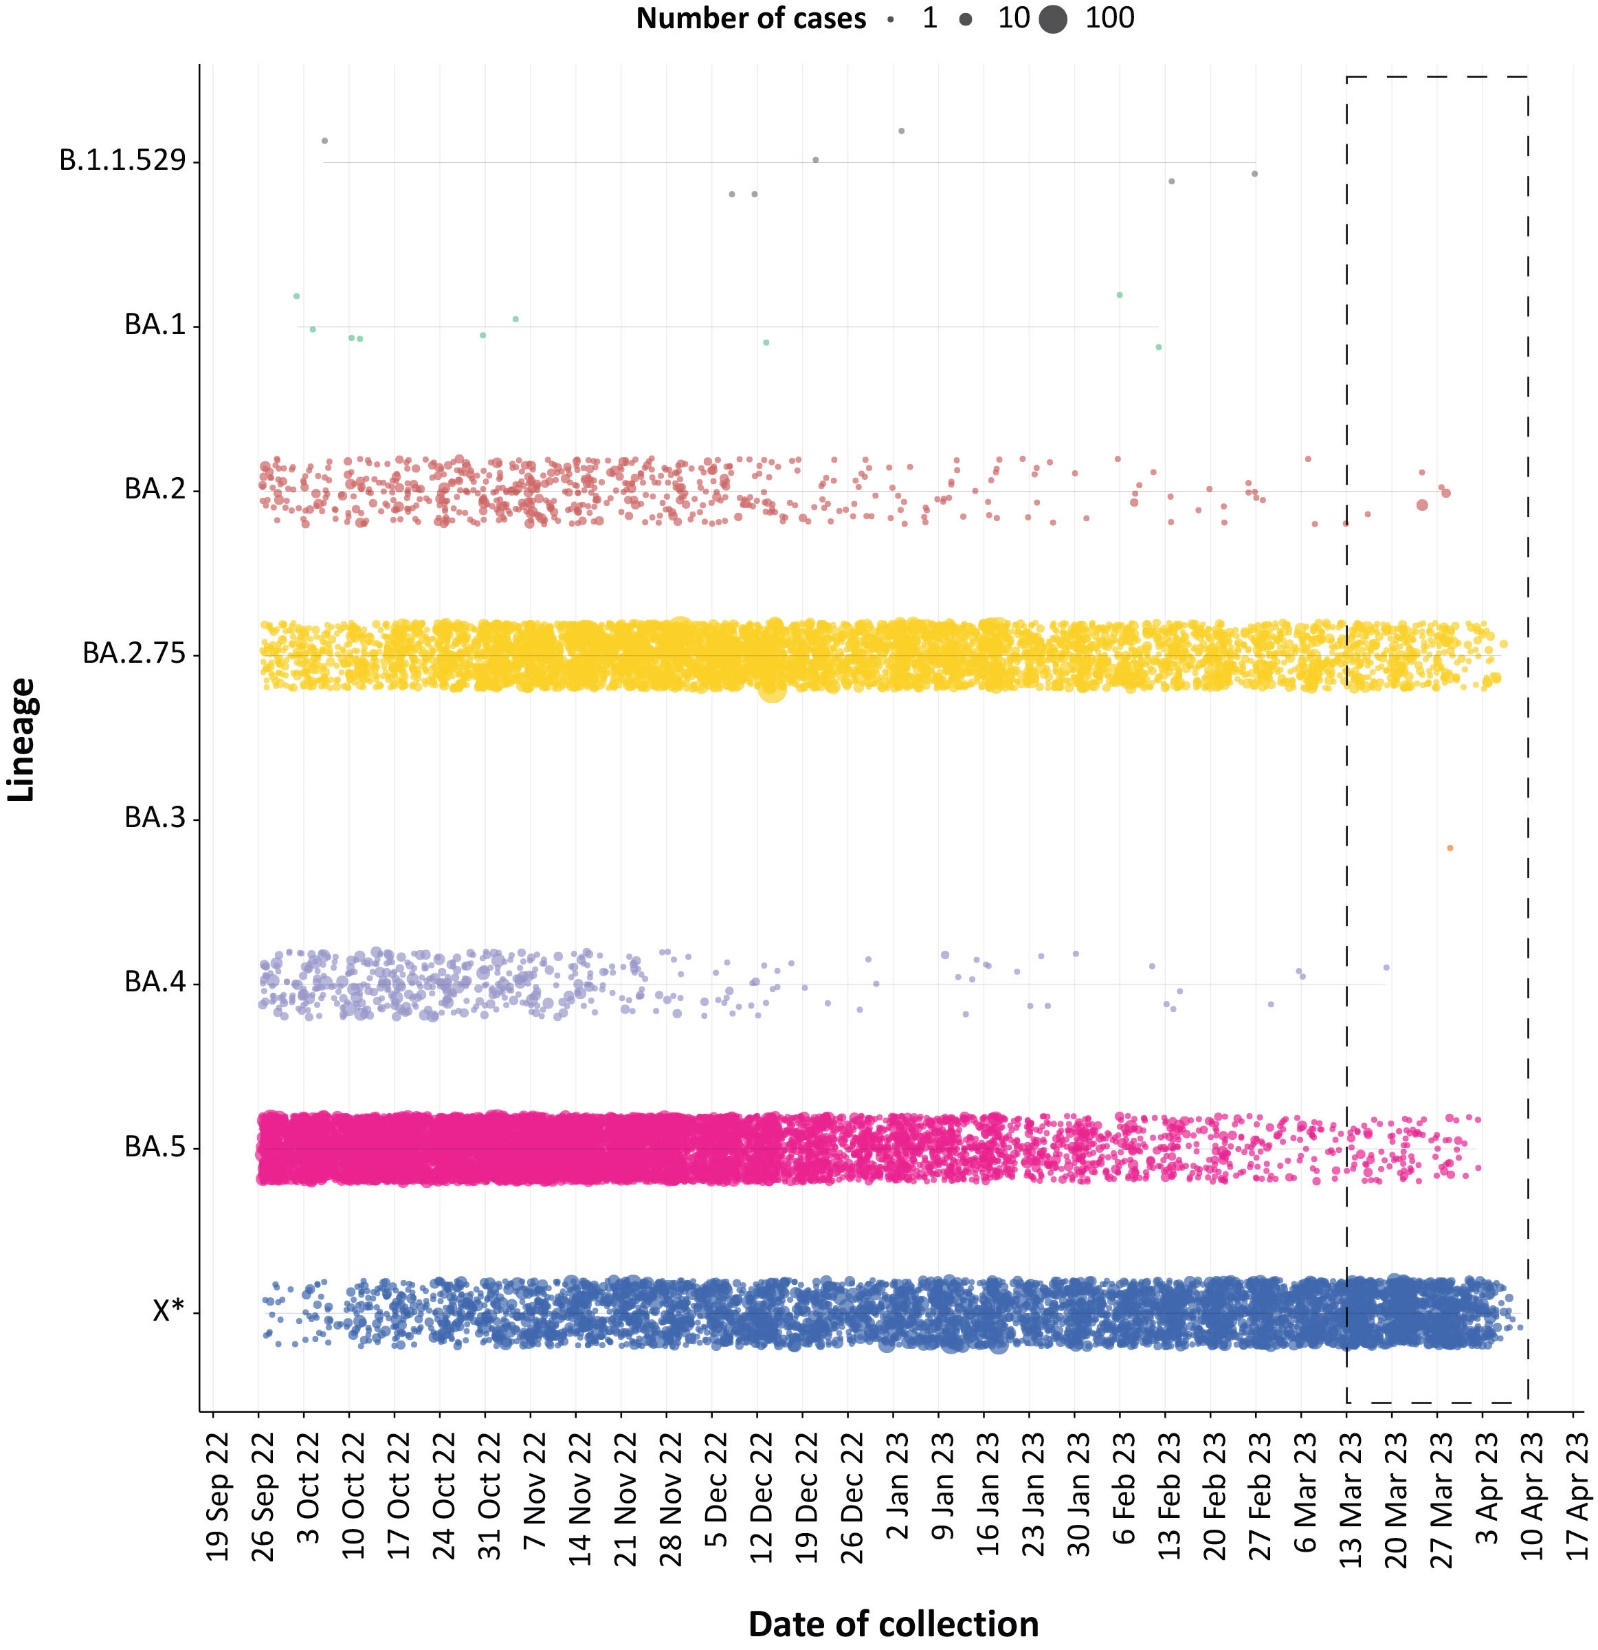 Number of cases 1 10 100
B.1.1.529
BA.1
BA.2
BA.2.75
BA.3
BA.4
BA.5
X*
Lineage
19 Sep 22
26 Sep 22
3 Oct 22
10 Oct 22
17 Oct 22
24 Oct 22
31 Oct 22
7 Nov 22
14 Nov 22
21 Nov 22
28 Nov 22
5 Dec 22
12 Dec 22
19 Dec 22
26 Dec 22
2 Jan 23
9 Jan 23
16 Jan 23
23 Jan 23
30 Jan 23
6 Feb 23
13 Feb 23
20 Feb 23
27 Feb 23
6 Mar 23
13 Mar 23
20 Mar 23
27 Mar 23
3 Apr 23
10 Apr 23
17 Apr 23
Date of collection